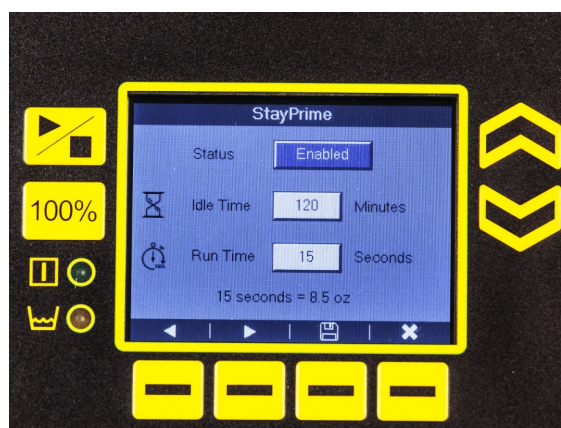 StayPrime
Status Enabled
100%
Idle Time 120 Minutes
Run Time 15 Seconds
15 seconds = 8.5 oz